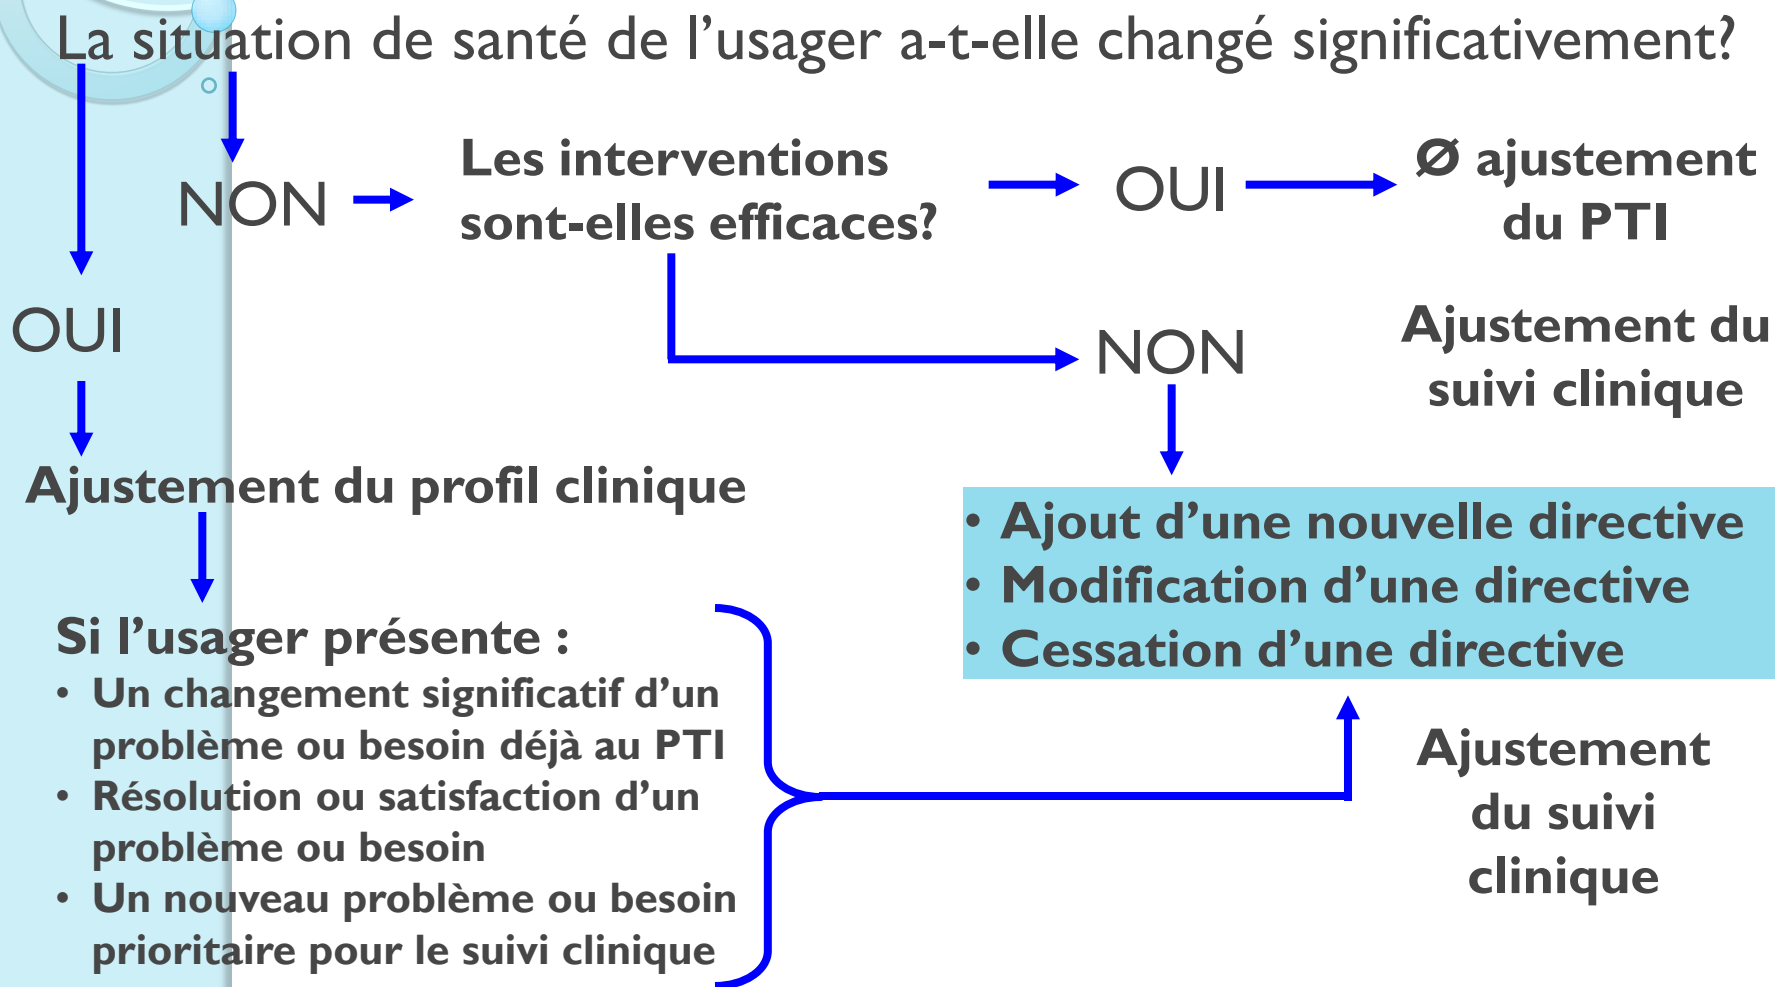 La situation de santé de l’usager a-t-elle changé significativement?
NON
Les interventions
sont-elles efficaces?
OUI
Ø ajustement
du PTI
OUI
NON
Ajustement du
suivi clinique
Ajustement du profil clinique
• Ajout d’une nouvelle directive
• Modification d’une directive
• Cessation d’une directive
Si l’usager présente :
• Un changement significatif d’un
problème ou besoin déjà au PTI
• Résolution ou satisfaction d’un
problème ou besoin
• Un nouveau problème ou besoin
prioritaire pour le suivi clinique
Ajustement
du suivi
clinique